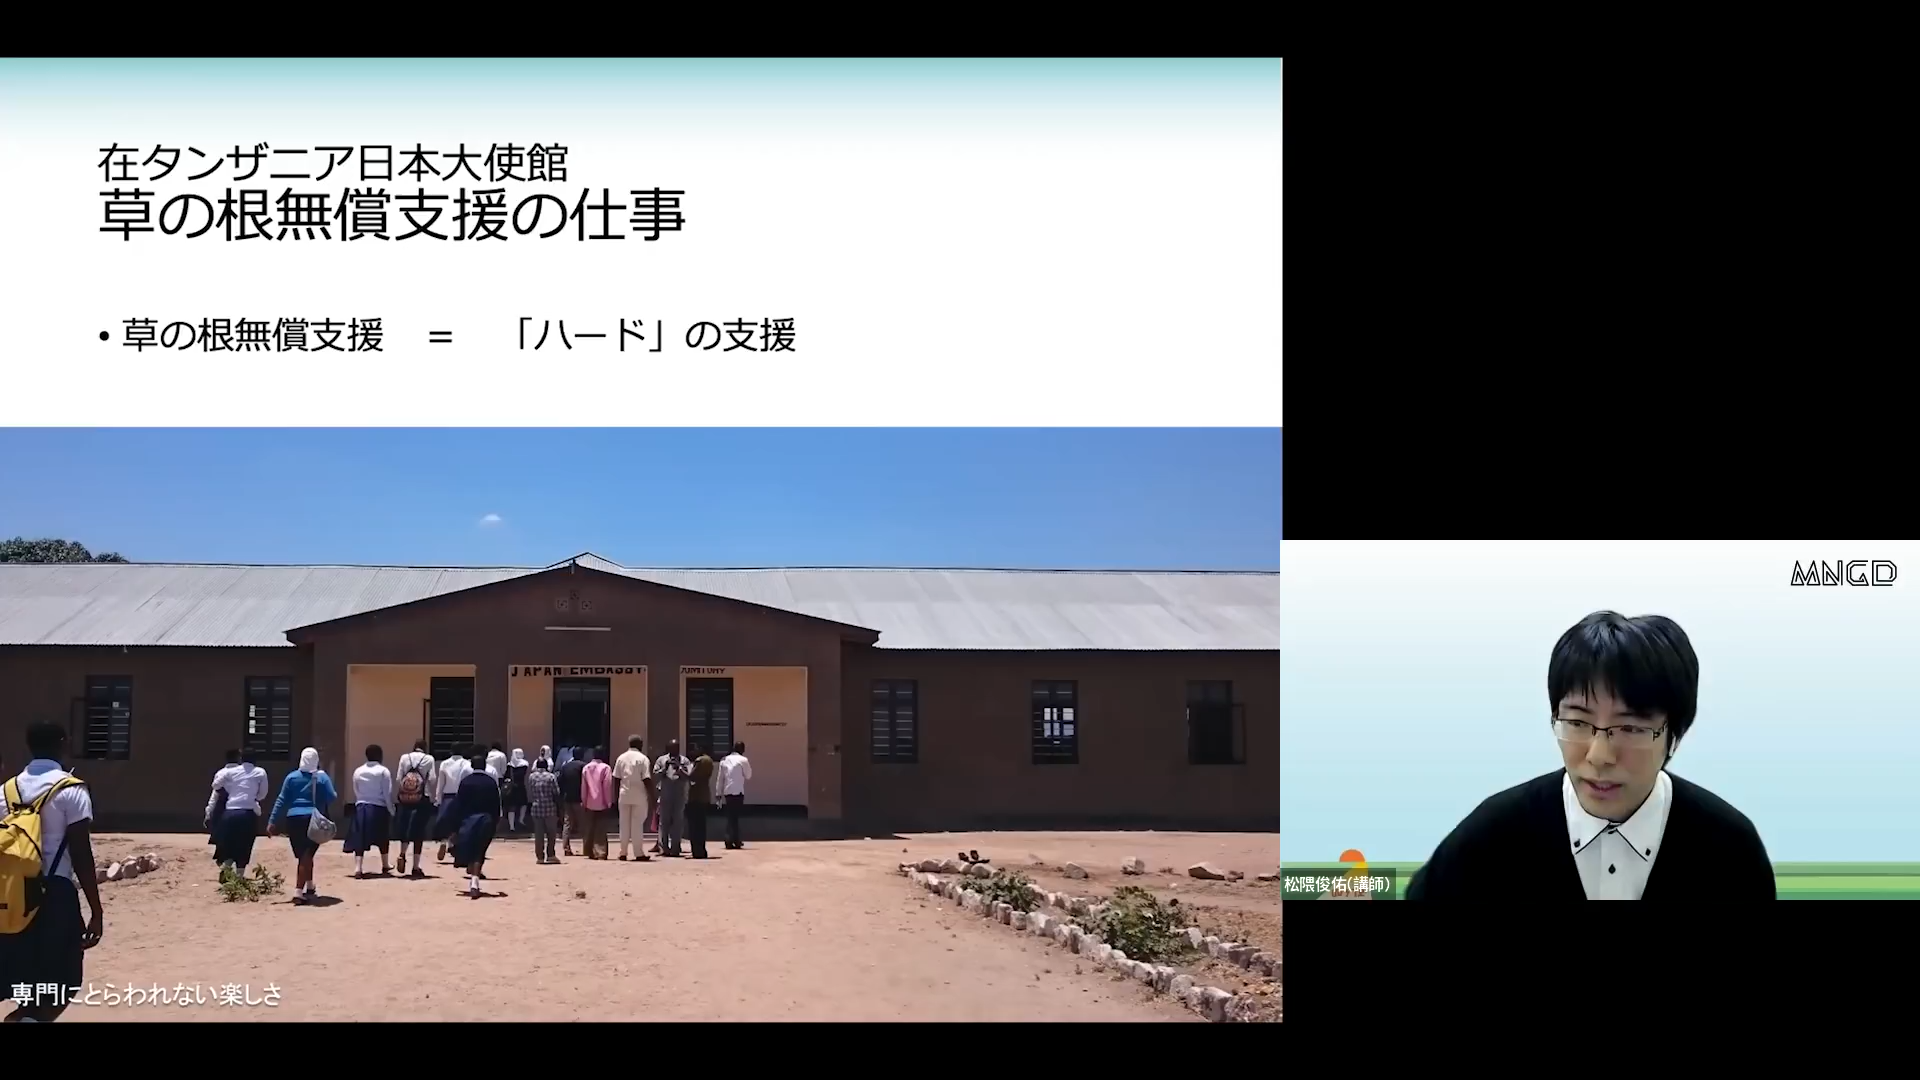 在タンザニア日本大使館
草の根無償支援の仕事
• 草の根無償支援 = 「ハード」の支援
JAPAN EMBASSY
専門にとらわれない楽しさ
MNGD
松隈俊佑(講師)